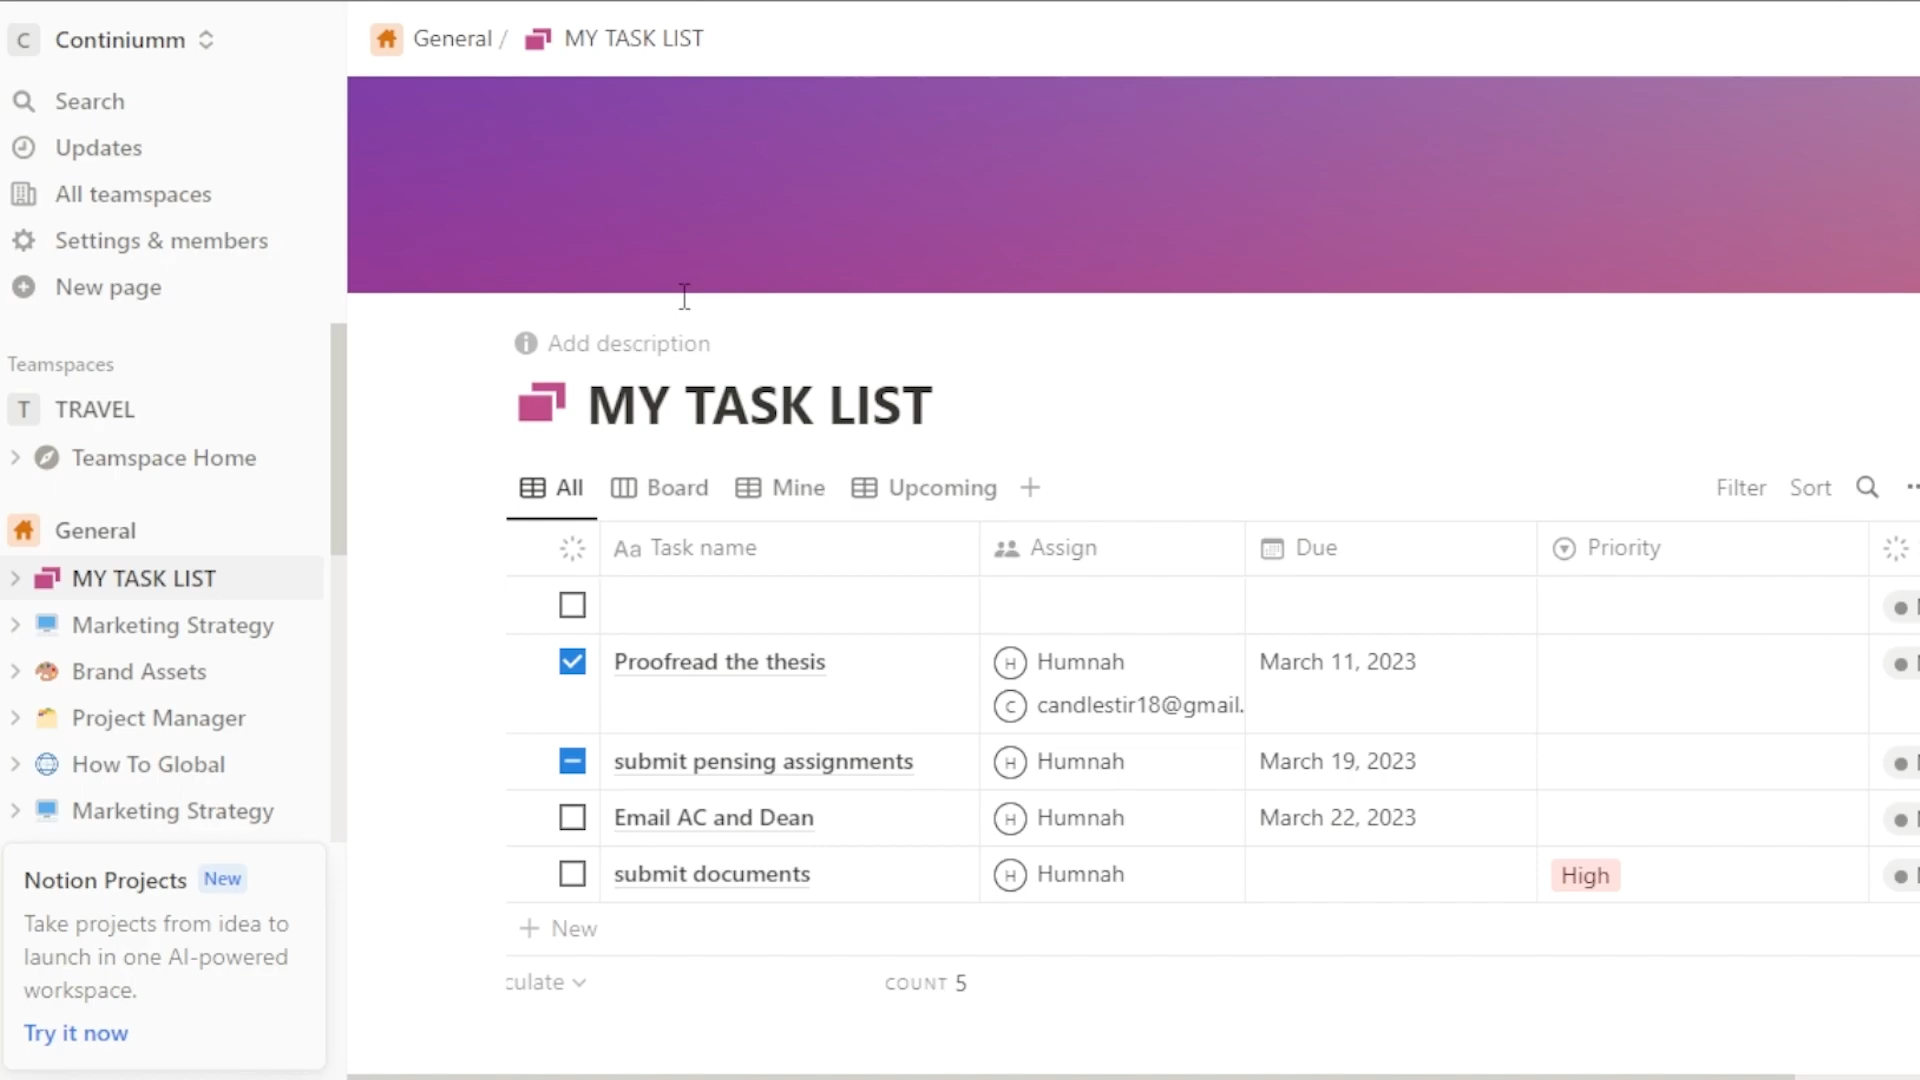 C Continiumm
Search
Updates
All teamspaces
Settings & members
New page
Teamspaces
T TRAVEL
Teamspace Home
General
MY TASK LIST
Marketing Strategy
Brand Assets
Project Manager
How To Global
Marketing Strategy
Notion Projects New
Take projects from idea to
launch in one AI-powered
workspace.
Try it now
General / MY TASK LIST
Add description
MY TASK LIST
All Board Mine Upcoming
Filter Sort
Aa Task name Assign Due Priority
Proofread the thesis H Humnah March 11, 2023
C candlestir18@gmail.
submit pensing assignments H Humnah March 19, 2023
Email AC and Dean H Humnah March 22, 2023
submit documents H Humnah High
+ New
culate COUNT 5